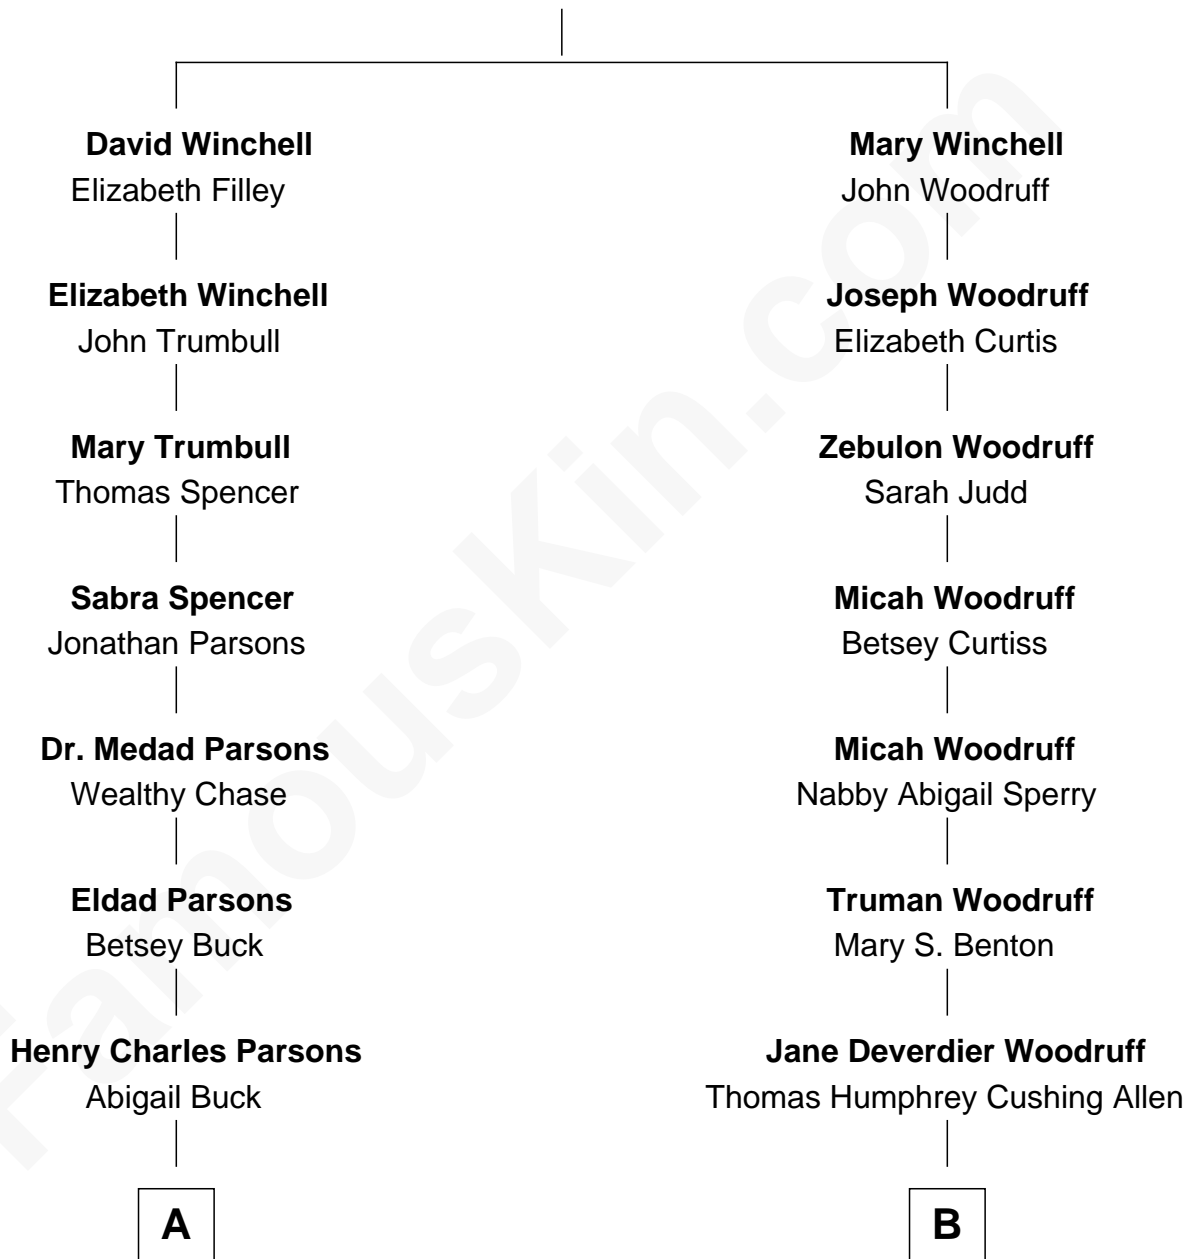 David Winchell
Elizabeth Filley
Mary Winchell
John Woodruff
Elizabeth Winchell
John Trumbull
Joseph Woodruff
Elizabeth Curtis
Mary Trumbull
Thomas Spencer
Zebulon Woodruff
Sarah Judd
Sabra Spencer
Jonathan Parsons
Micah Woodruff
Betsey Curtiss
Dr. Medad Parsons
Wealthy Chase
Micah Woodruff
Nabby Abigail Sperry
Eldad Parsons
Betsey Buck
Truman Woodruff
Mary S. Benton
Henry Charles Parsons
Abigail Buck
Jane Deverdier Woodruff
Thomas Humphrey Cushing Allen
A
B
FamousKin.com